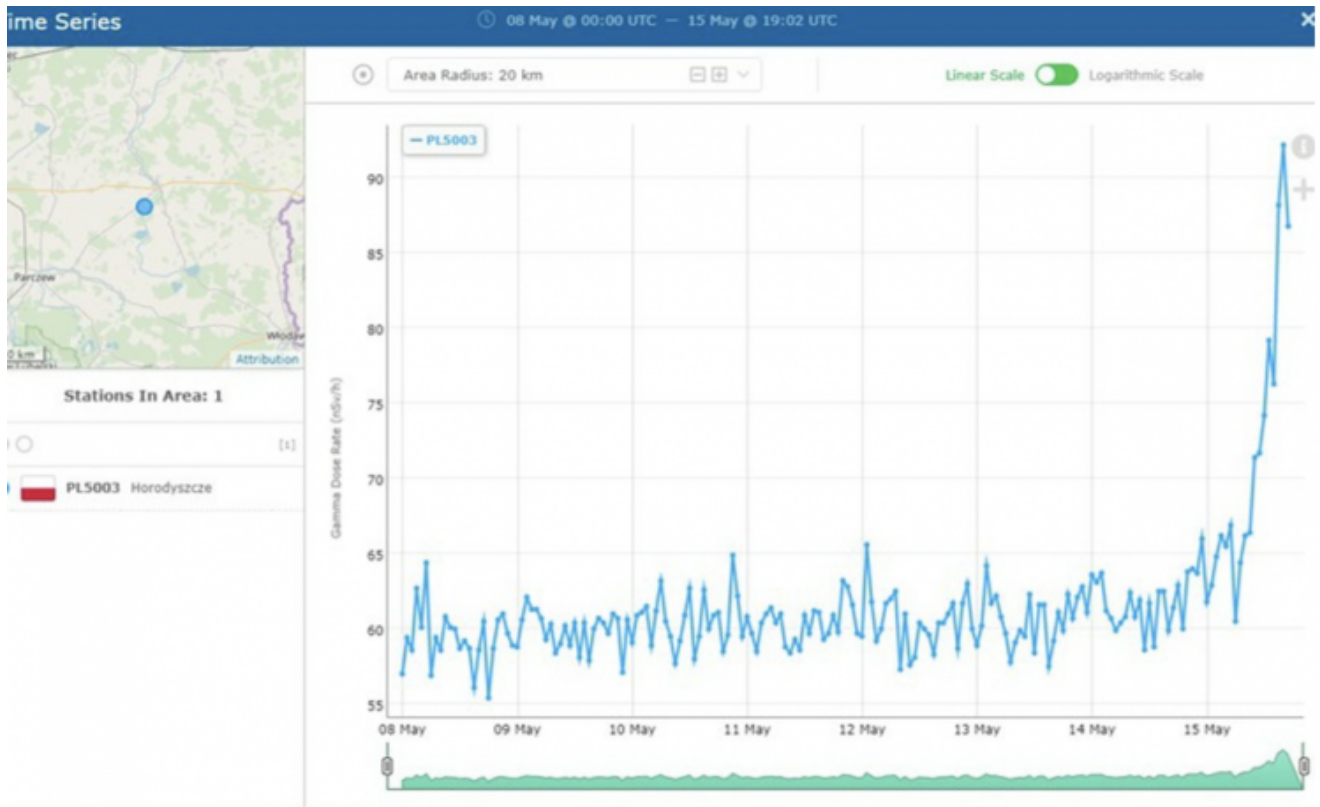 ime Series
08 May @ 00:00 UTC — 15 May @ 19:02 UTC
Area Radius: 20 km
Linear Scale
Logarithmic Scale
Parczew
Włodaw
0 km
Attribution
Stations In Area: 1
[1]
PL5003 Horodyszcze
PL5003
Gamma Dose Rate (nSv/h)
90
85
80
75
70
65
60
55
08 May 09 May 10 May 11 May 12 May 13 May 14 May 15 May